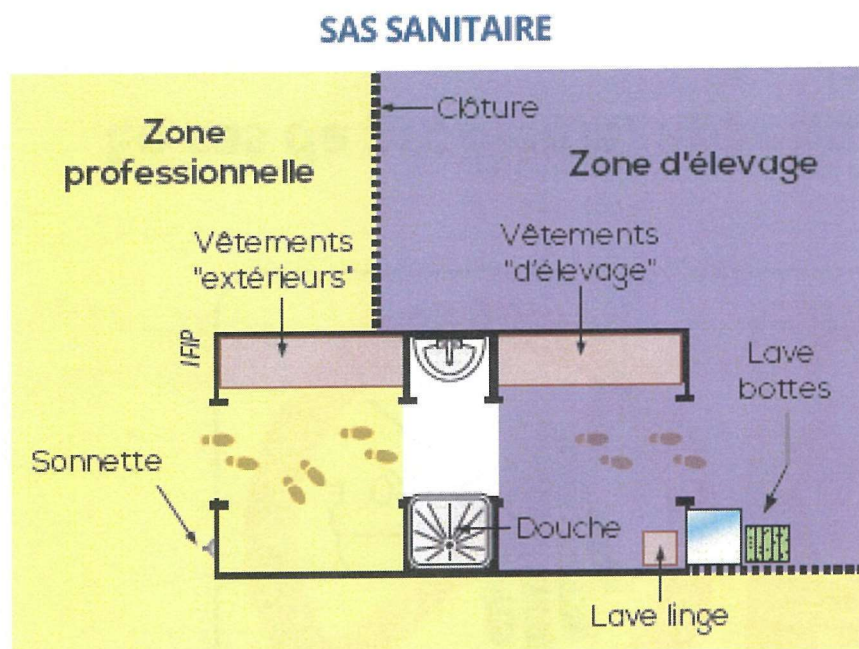 SAS SANITAIRE
Clôture
Zone
professionnelle
Zone d'élevage
Vêtements
"extérieurs"
Vêtements
"d'élevage"
IFIP
Lave
bottes
Sonnette
Douche
Lave linge